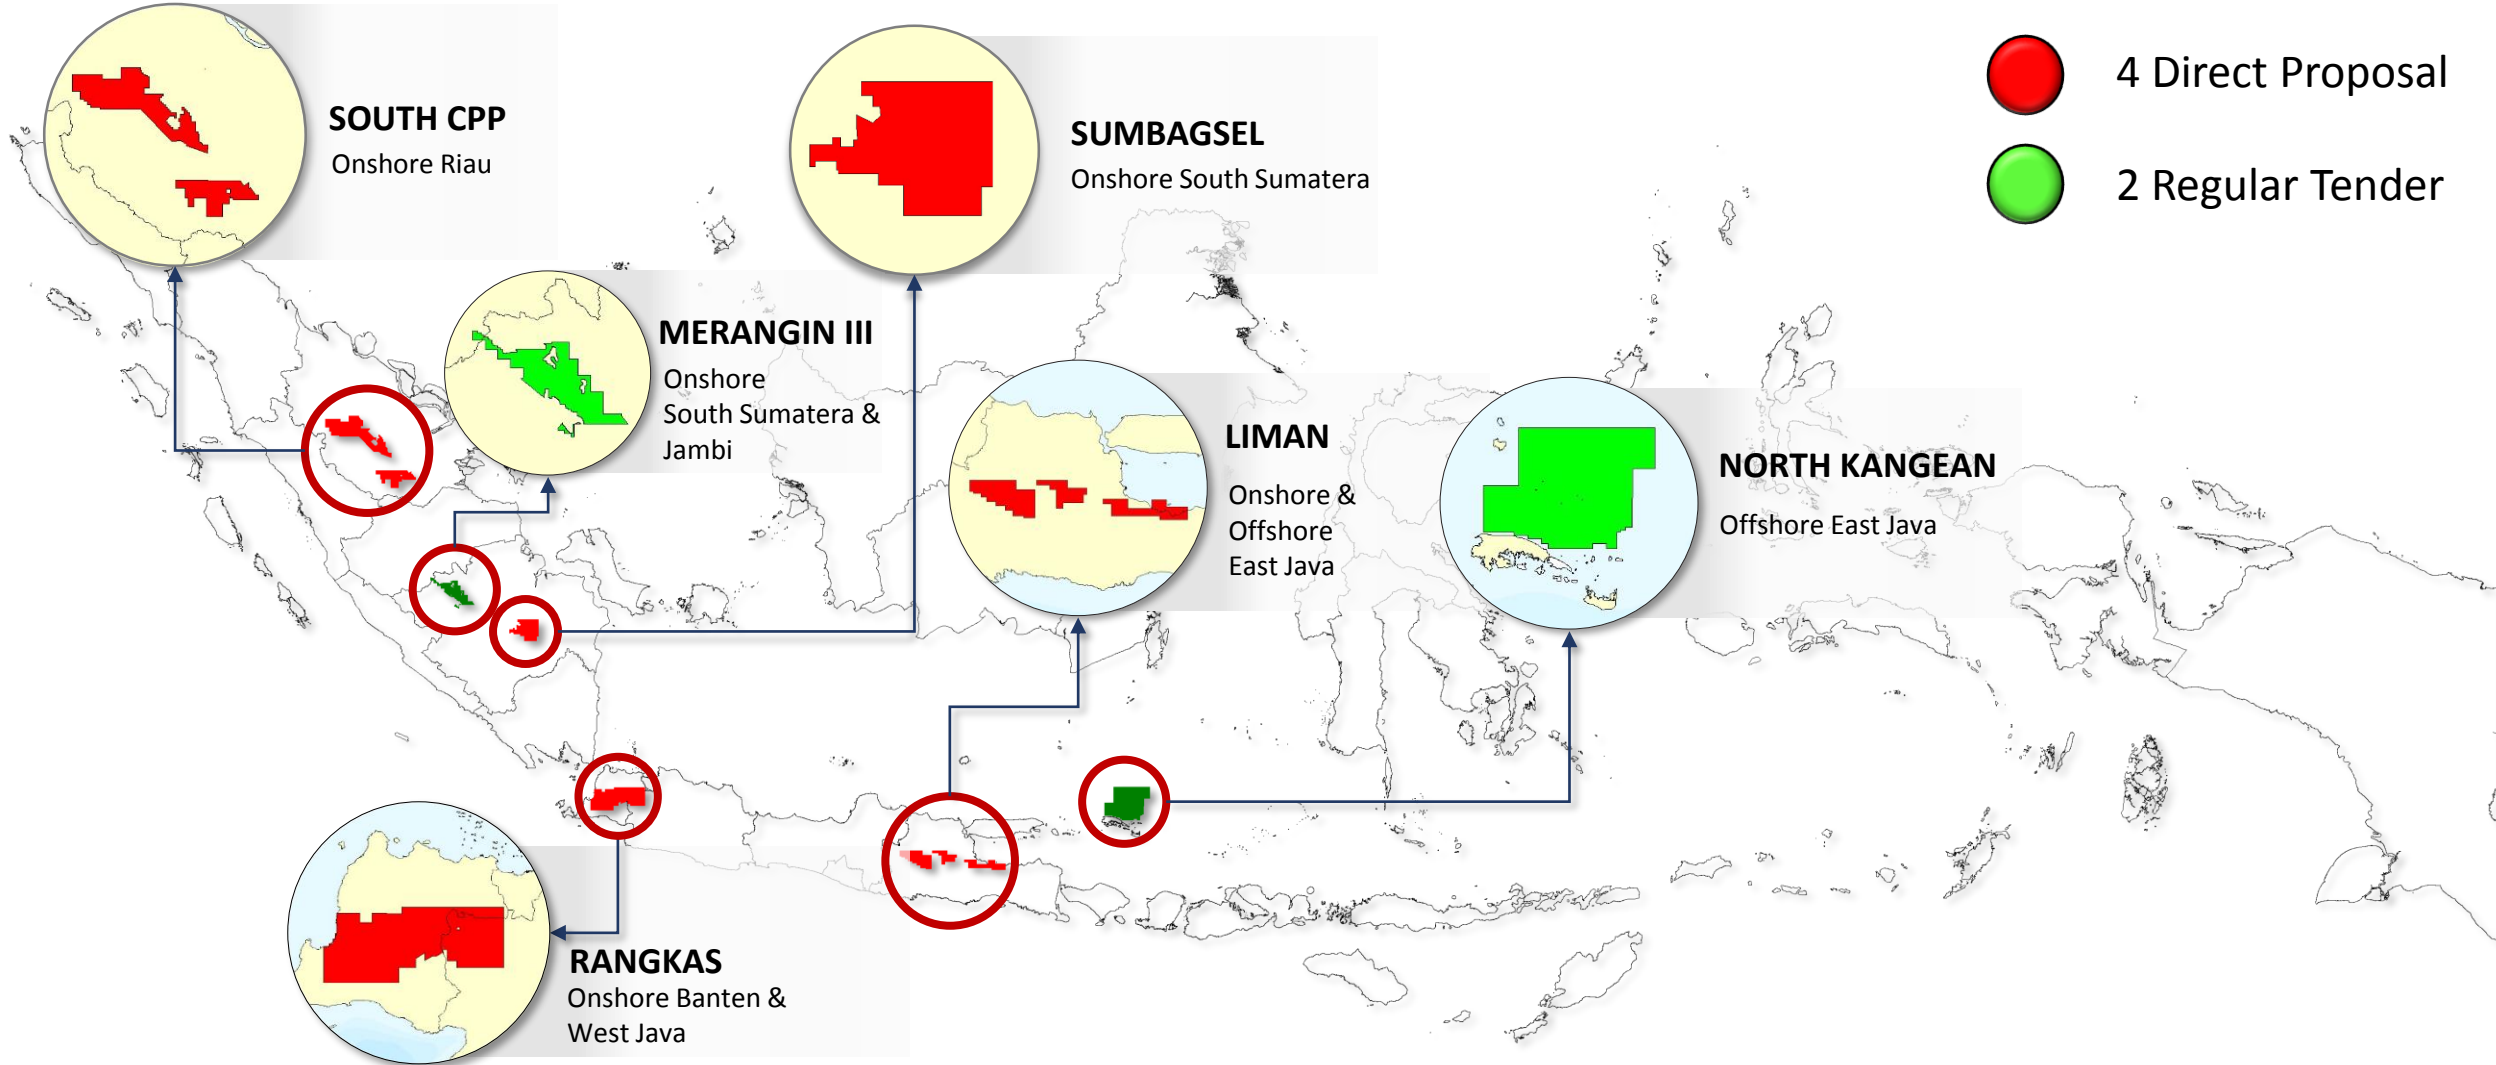 SOUTH CPP
Onshore Riau
SUMBAGSEL
Onshore South Sumatera
4 Direct Proposal
2 Regular Tender
MERANGIN III
Onshore
South Sumatera &
Jambi
LIMAN
Onshore &
Offshore
East Java
NORTH KANGEAN
Offshore East Java
RANGKAS
Onshore Banten &
West Java